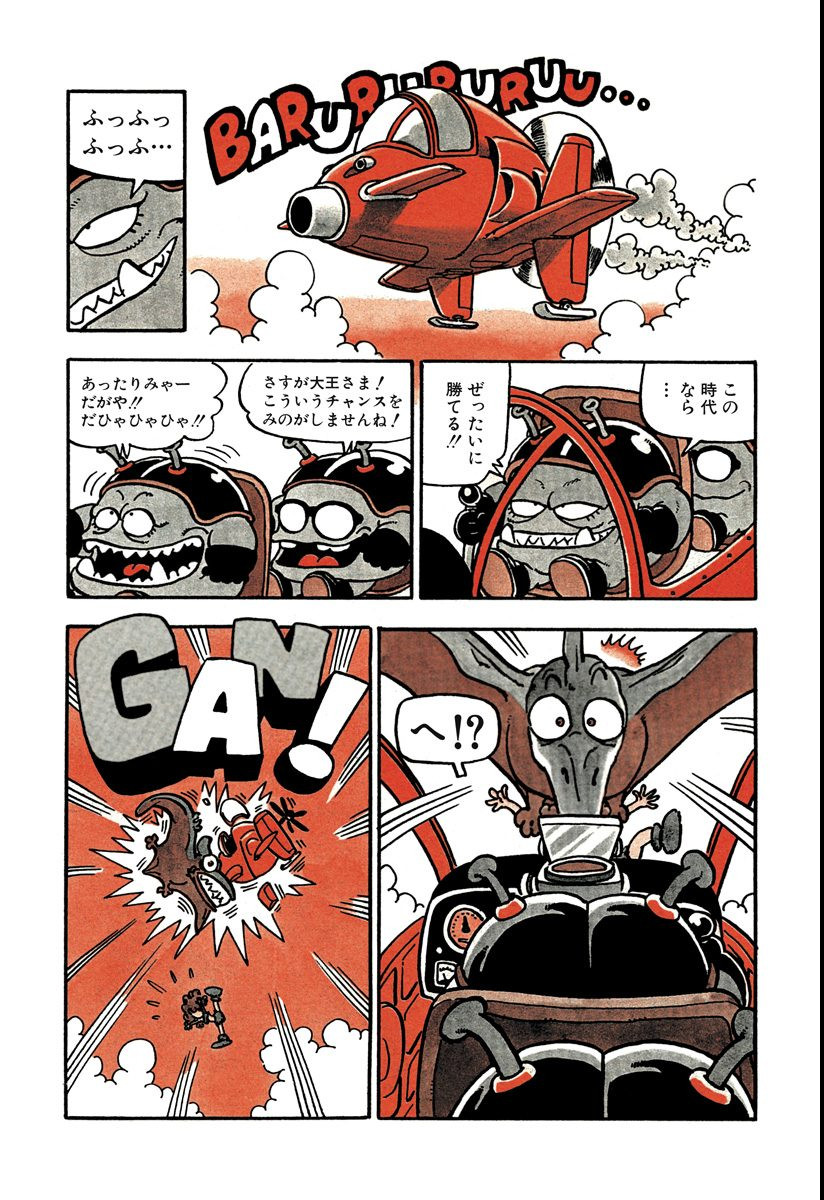 BARURURURUU...
ふっふっ
ふっふ…
この
時代
なら
…
ぜったいに
勝てる!!
さすが大王さま！
こういうチャンスを
みのがしませんね！
あったりみゃー
だがや!!
だひゃひゃひゃ!!
へ!?
GAN!